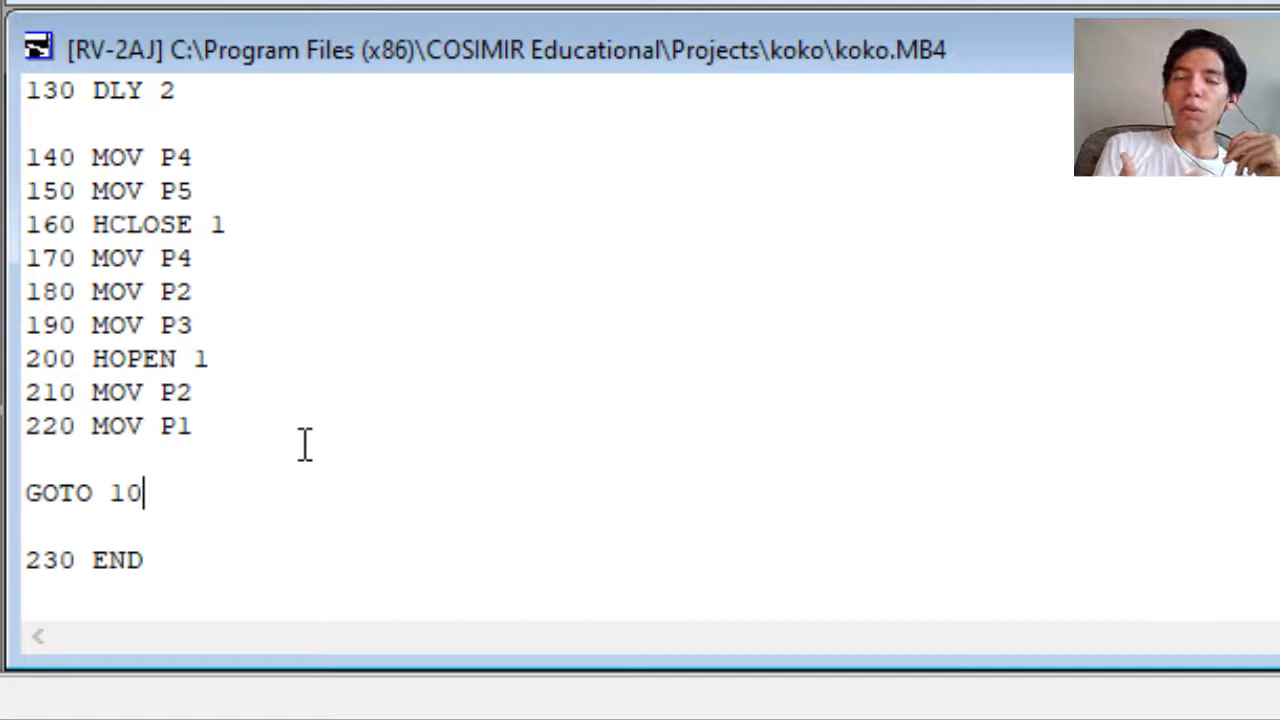 [RV-2AJ] C:\Program Files (x86)\COSIMIR Educational\Projects\koko\koko.MB4
130 DLY 2
140 MOV P4
150 MOV P5
160 HCLOSE 1
170 MOV P4
180 MOV P2
190 MOV P3
200 HOPEN 1
210 MOV P2
220 MOV P1
GOTO 10
230 END